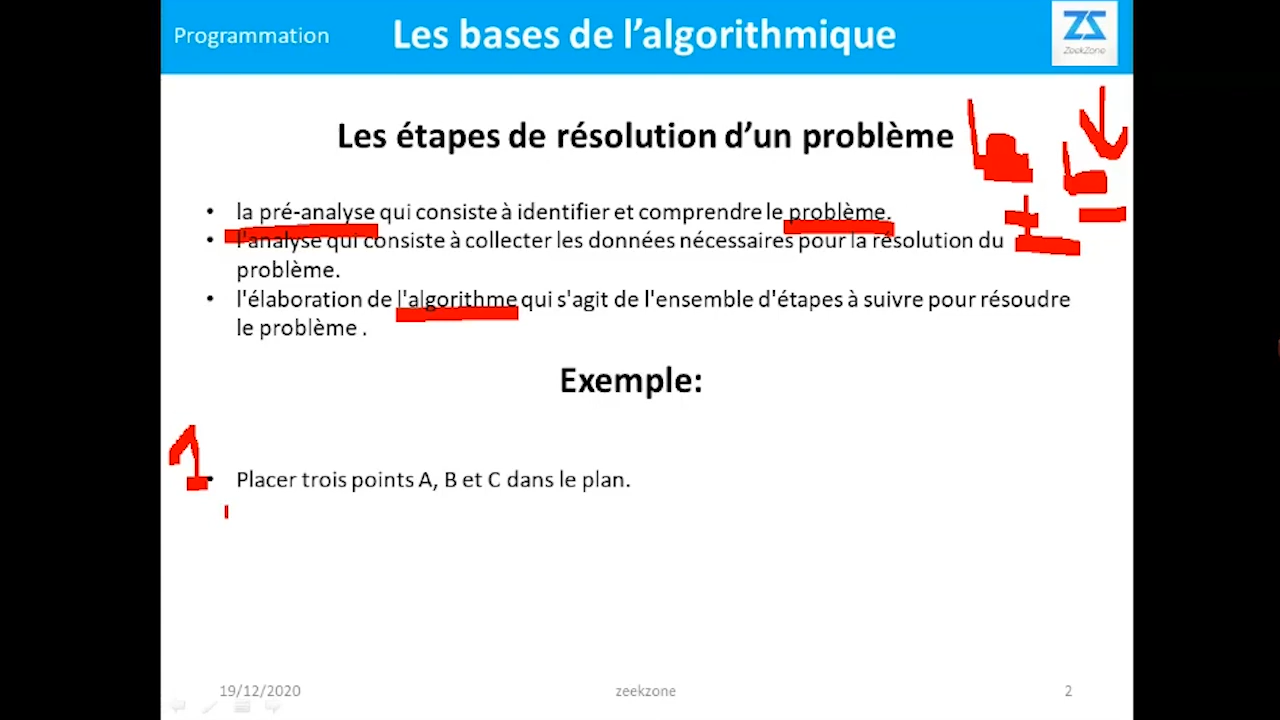 Programmation
Les bases de l’algorithmique
ZS
ZeekZone
Les étapes de résolution d’un problème
• la pré-analyse qui consiste à identifier et comprendre le problème.
• l'analyse qui consiste à collecter les données nécessaires pour la résolution du
problème.
• l'élaboration de l'algorithme qui s'agit de l'ensemble d'étapes à suivre pour résoudre
le problème .
Exemple:
1
• Placer trois points A, B et C dans le plan.
19/12/2020
zeekzone
2